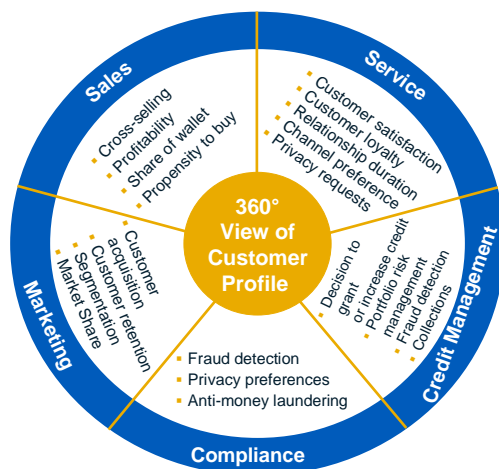 Sales
Cross-selling
Profitability
Share of wallet
Propensity to buy
Service
Customer satisfaction
Customer loyalty
Relationship duration
Channel preference
Privacy requests
360°
View of
Customer
Profile
Credit Management
Decision to
grant
or increase credit
Portfolio risk
management
Fraud detection
Collections
Compliance
Fraud detection
Privacy preferences
Anti-money laundering
Marketing
Customer
acquisition
Customer retention
Segmentation
Market Share